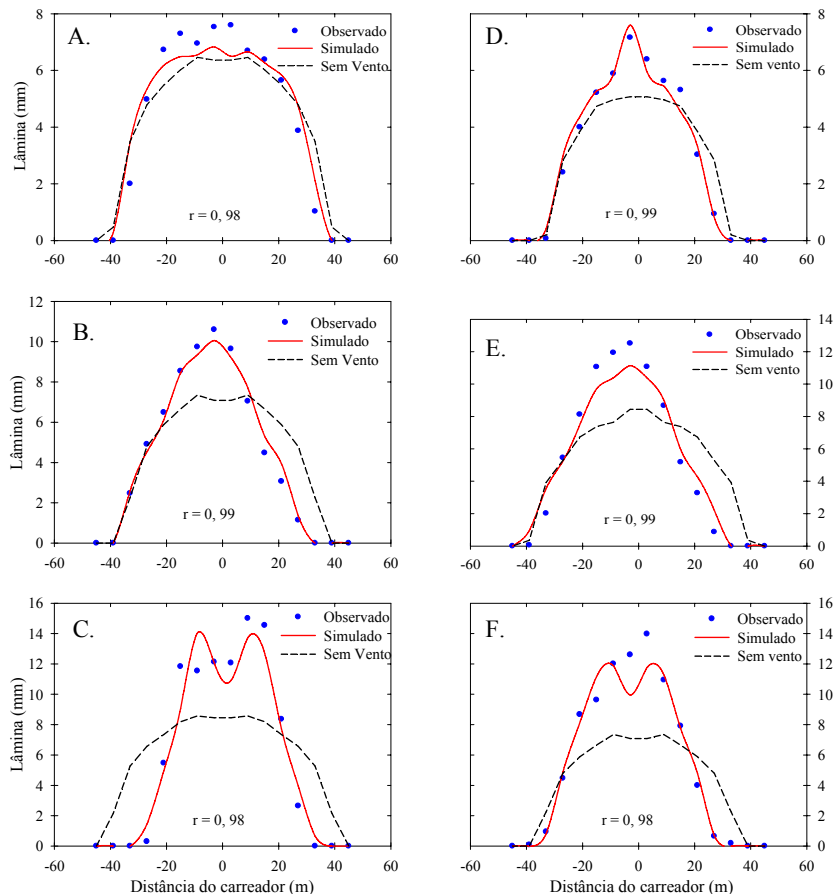 A.
Observado
Simulado
Sem Vento
r = 0, 98
Lâmina (mm)
0
2
4
6
8
-60 -40 -20 0 20 40 60
D.
Observado
Simulado
Sem vento
r = 0, 99
0
2
4
6
8
-60 -40 -20 0 20 40 60
B.
Observado
Simulado
Sem Vento
r = 0, 99
Lâmina (mm)
0
2
4
6
8
10
12
-60 -40 -20 0 20 40 60
E.
Observado
Simulado
Sem vento
r = 0, 99
0
2
4
6
8
10
12
14
-60 -40 -20 0 20 40 60
C.
Observado
Simulado
Sem Vento
r = 0, 98
Lâmina (mm)
0
2
4
6
8
10
12
14
16
-60 -40 -20 0 20 40 60
Distância do carreador (m)
F.
Observado
Simulado
Sem vento
r = 0, 98
0
2
4
6
8
10
12
14
16
-60 -40 -20 0 20 40 60
Distância do carreador (m)